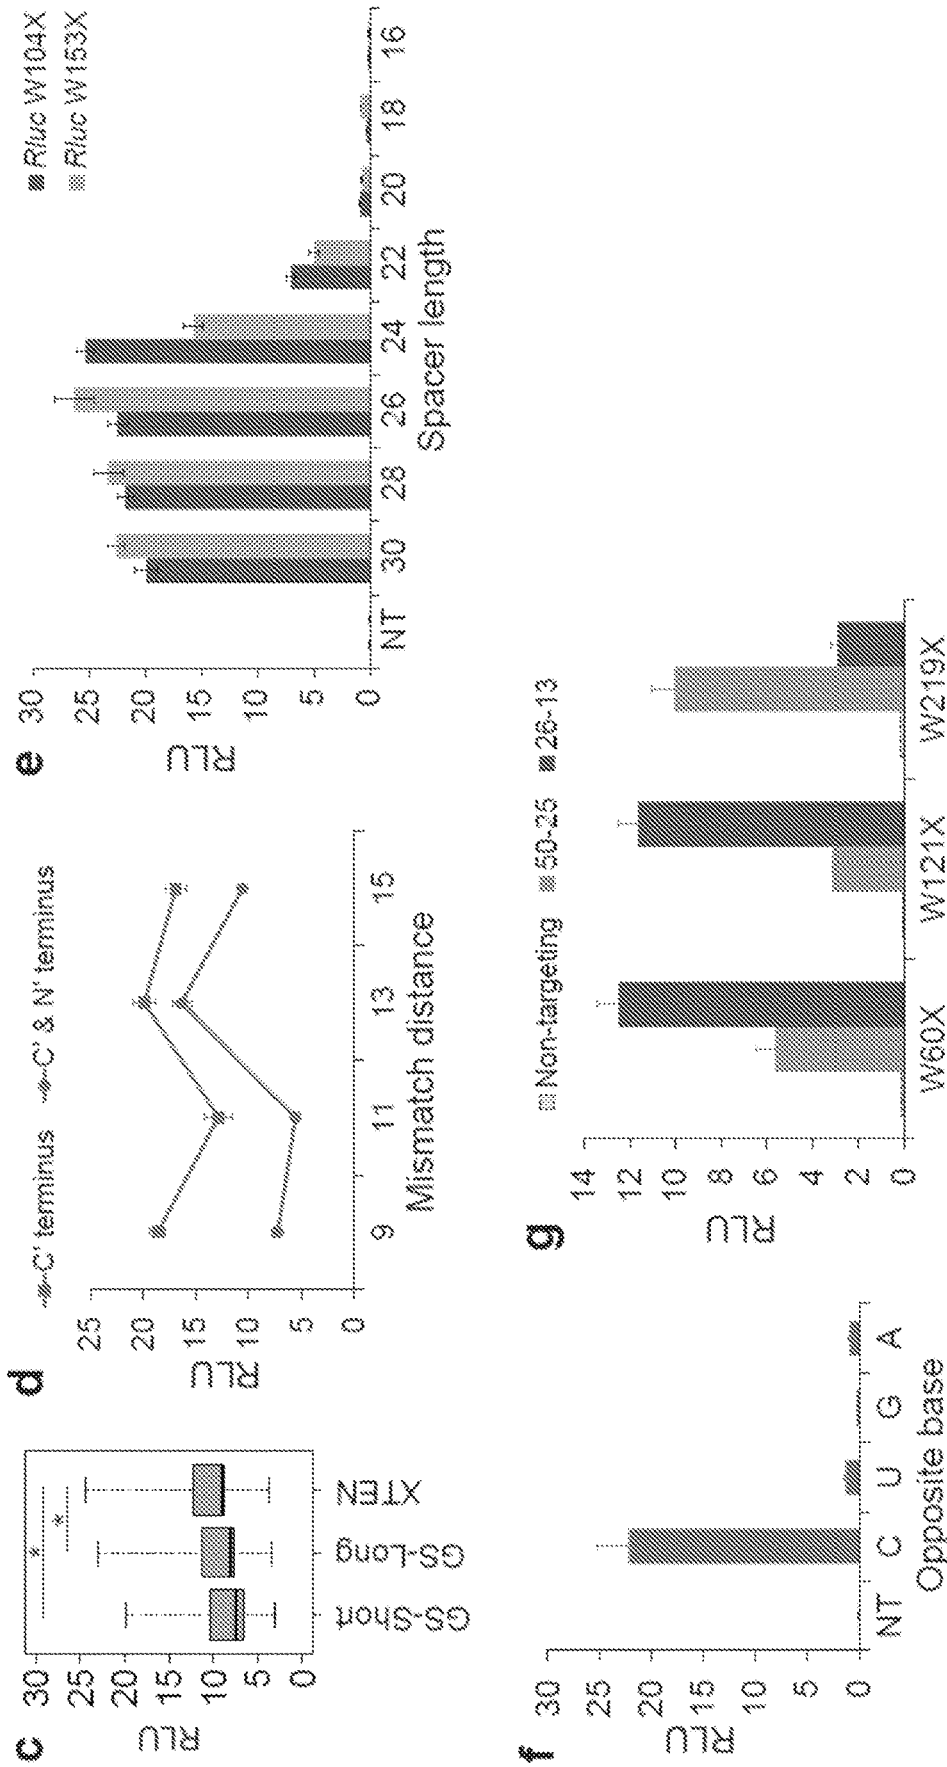 c
RLU
30
25
20
15
10
5
0
*
*
GS-Short
GS-Long
XTEN
d
C' terminus
C' & N' terminus
RLU
25
20
15
10
5
0
9 11 13 15
Mismatch distance
e
Rluc W104X
Rluc W153X
RLU
30
25
20
15
10
5
0
NT 30 28 26 24 22 20 18 16
Spacer length
f
RLU
30
25
20
15
10
5
0
NT C U G A
Opposite base
g
Non-targeting 50-25 26-13
RLU
14
12
10
8
6
4
2
0
W60X W121X W219X